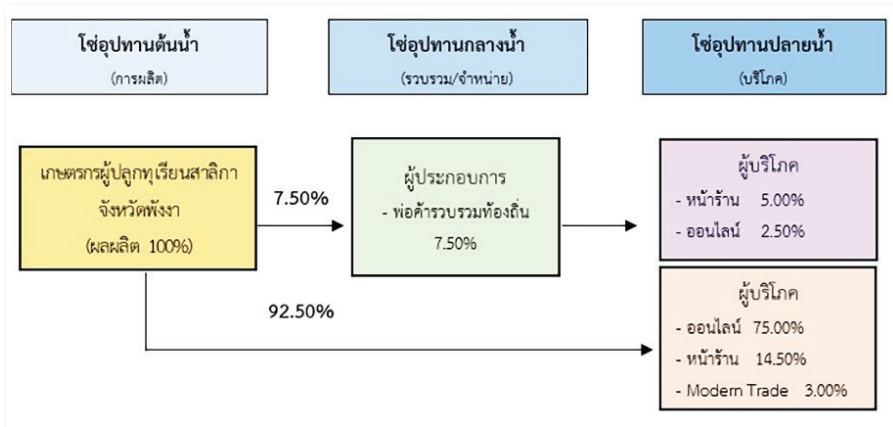 โซ่อุปทานต้นน้ำ
(การผลิต)
โซ่อุปทานกลางน้ำ
(รวบรวม/จำหน่าย)
โซ่อุปทานปลายน้ำ
(บริโภค)
เกษตรกรผู้ปลูกทุเรียนสาลิกา
จังหวัดพังงา
(ผลผลิต 100%)
7.50%
ผู้ประกอบการ
- พ่อค้ารวบรวมท้องถิ่น
7.50%
ผู้บริโภค
- หน้าร้าน 5.00%
- ออนไลน์ 2.50%
92.50%
ผู้บริโภค
- ออนไลน์ 75.00%
- หน้าร้าน 14.50%
- Modern Trade 3.00%